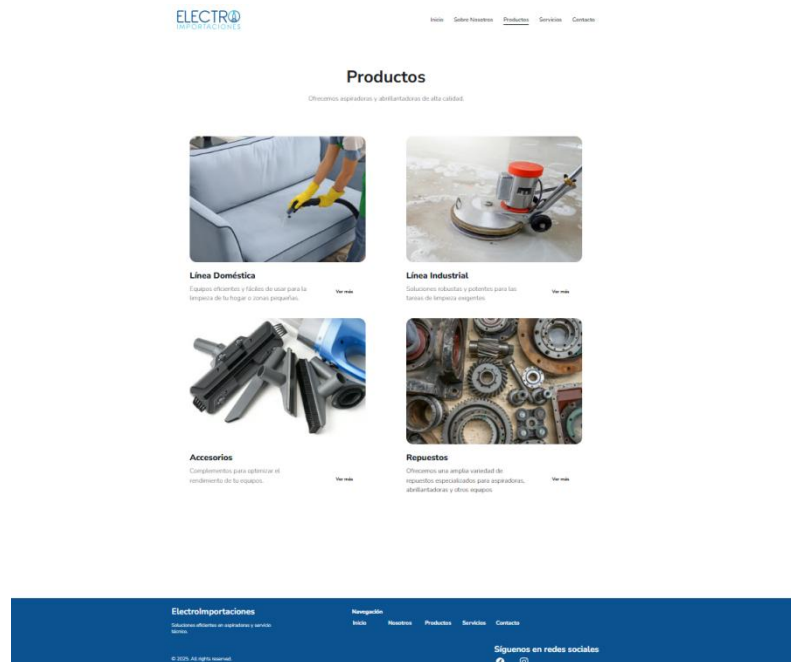 ELECTRO
IMPORTACIONES
Inicio Sobre Nosotros Productos Servicios Contacto
Productos
Ofrecemos aspiradoras y abrillantadoras de alta calidad.
Línea Doméstica
Equipos eficientes y fáciles de usar para la
limpieza de tu hogar o zonas pequeñas.
Ver más
Línea Industrial
Soluciones robustas y potentes para las
tareas de limpieza exigentes.
Ver más
Accesorios
Complementos para optimizar el
rendimiento de tu equipos.
Ver más
Repuestos
Ofrecemos una amplia variedad de
repuestos especializados para aspiradoras,
abrillantadoras y otros equipos.
Ver más
ElectroImportaciones
Soluciones eficientes en aspiradoras y servicio
técnico.
Navegación
Inicio Nosotros Productos Servicios Contacto
Síguenos en redes sociales
© 2025. All rights reserved.